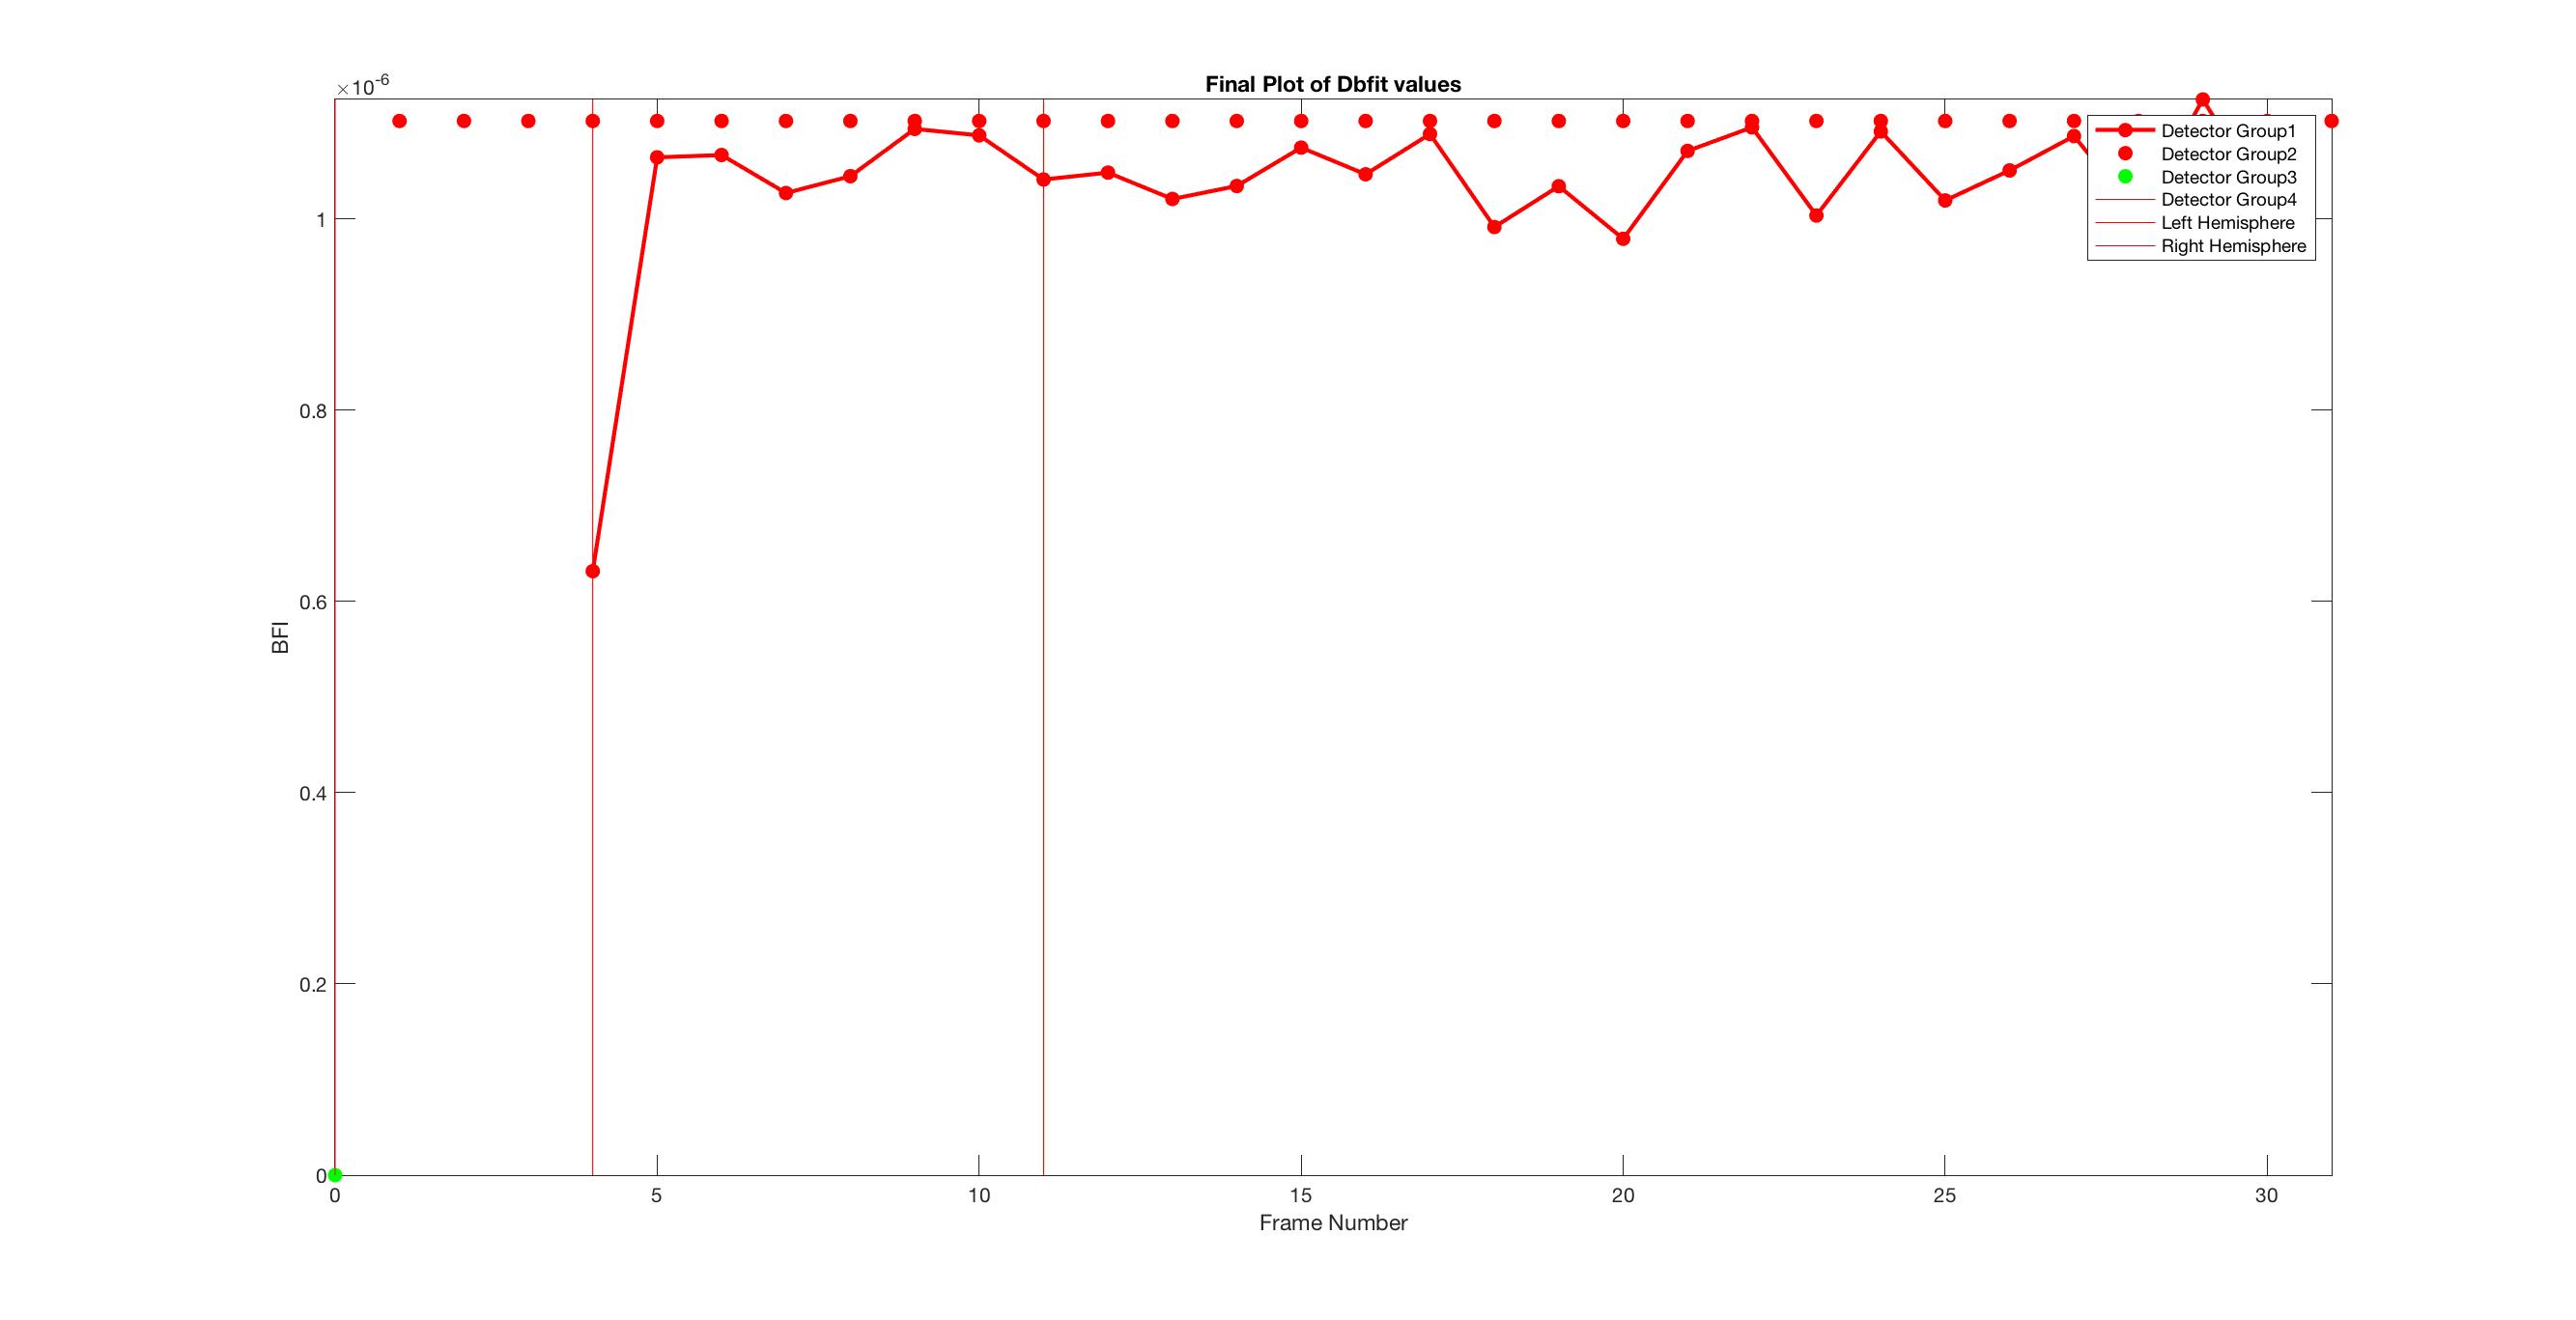 Final Plot of Dbfit values
×10-6
1
0.8
0.6
0.4
0.2
0
BFI
0 5 10 15 20 25 30
Frame Number
Detector Group1
Detector Group2
Detector Group3
Detector Group4
Left Hemisphere
Right Hemisphere